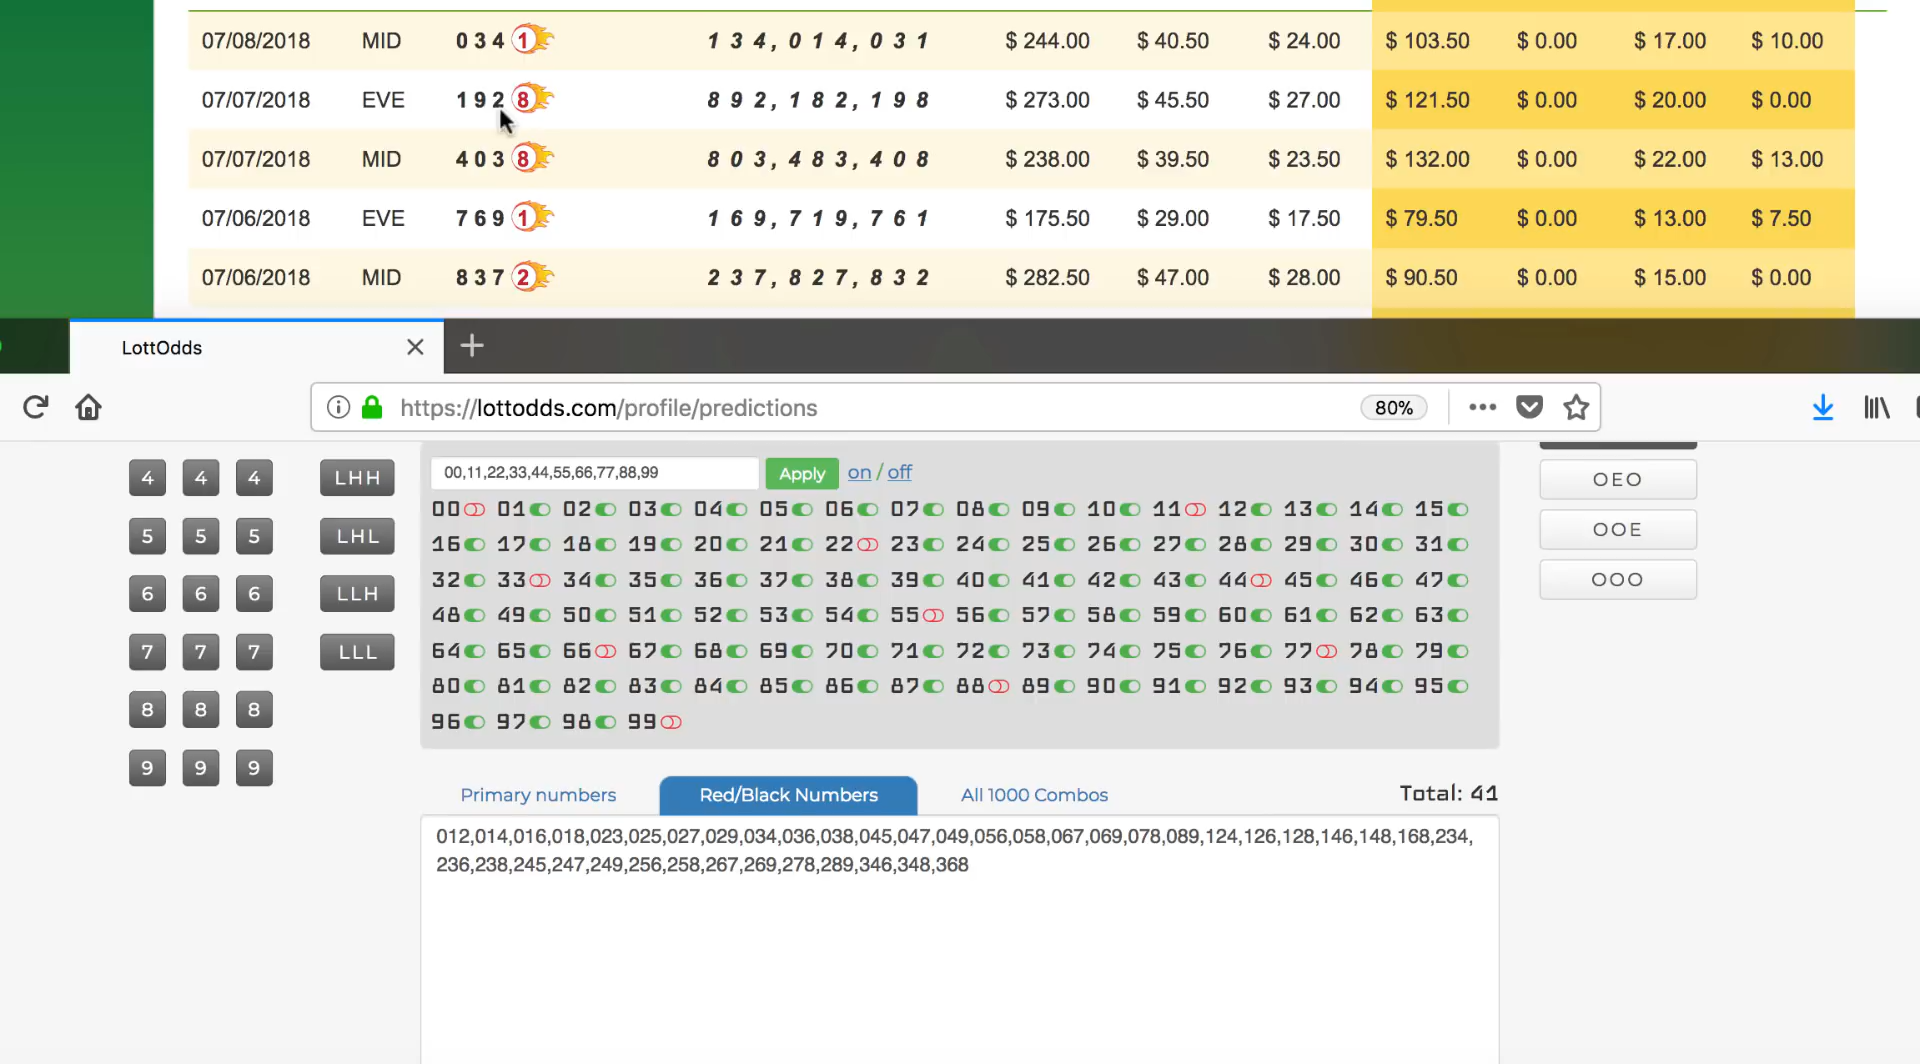 07/08/2018 MID 0 3 4 1 1 3 4 , 0 1 4 , 0 3 1 $ 244.00 $ 40.50 $ 24.00 $ 103.50 $ 0.00 $ 17.00 $ 10.00
07/07/2018 EVE 1 9 2 8 8 9 2 , 1 8 2 , 1 9 8 $ 273.00 $ 45.50 $ 27.00 $ 121.50 $ 0.00 $ 20.00 $ 0.00
07/07/2018 MID 4 0 3 8 8 0 3 , 4 8 3 , 4 0 8 $ 238.00 $ 39.50 $ 23.50 $ 132.00 $ 0.00 $ 22.00 $ 13.00
07/06/2018 EVE 7 6 9 1 1 6 9 , 7 1 9 , 7 6 1 $ 175.50 $ 29.00 $ 17.50 $ 79.50 $ 0.00 $ 13.00 $ 7.50
07/06/2018 MID 8 3 7 2 2 3 7 , 8 2 7 , 8 3 2 $ 282.50 $ 47.00 $ 28.00 $ 90.50 $ 0.00 $ 15.00 $ 0.00
LottOdds
https://lottodds.com/profile/predictions 80%
4 4 4 LHH
5 5 5 LHL
6 6 6 LLH
7 7 7 LLL
8 8 8
9 9 9
00,11,22,33,44,55,66,77,88,99 Apply on / off
00 01 02 03 04 05 06 07 08 09 10 11 12 13 14 15
16 17 18 19 20 21 22 23 24 25 26 27 28 29 30 31
32 33 34 35 36 37 38 39 40 41 42 43 44 45 46 47
48 49 50 51 52 53 54 55 56 57 58 59 60 61 62 63
64 65 66 67 68 69 70 71 72 73 74 75 76 77 78 79
80 81 82 83 84 85 86 87 88 89 90 91 92 93 94 95
96 97 98 99
OEO
OOE
OOO
Primary numbers Red/Black Numbers All 1000 Combos Total: 41
012,014,016,018,023,025,027,029,034,036,038,045,047,049,056,058,067,069,078,089,124,126,128,146,148,168,234,
236,238,245,247,249,256,258,267,269,278,289,346,348,368